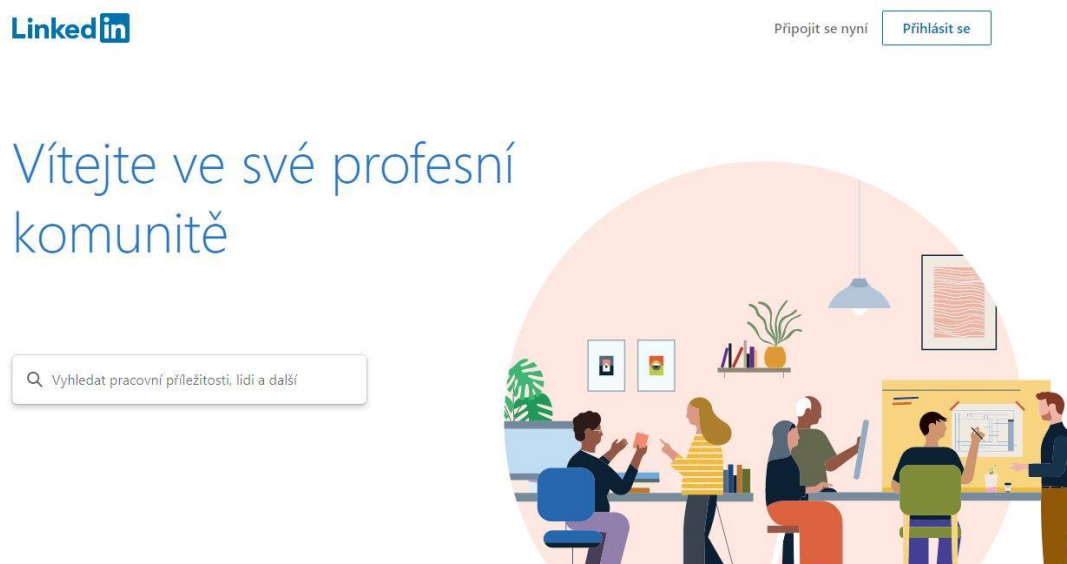 LinkedIn
Připojit se nyní
Přihlásit se
Vítejte ve své profesní
komunitě
Vyhledat pracovní příležitosti, lidi a další